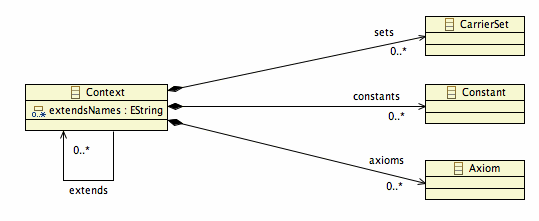 CarrierSet
sets
0..*
Context
0..* extendsNames : EString
Constant
constants
0..*
0..*
extends
axioms
0..*
Axiom